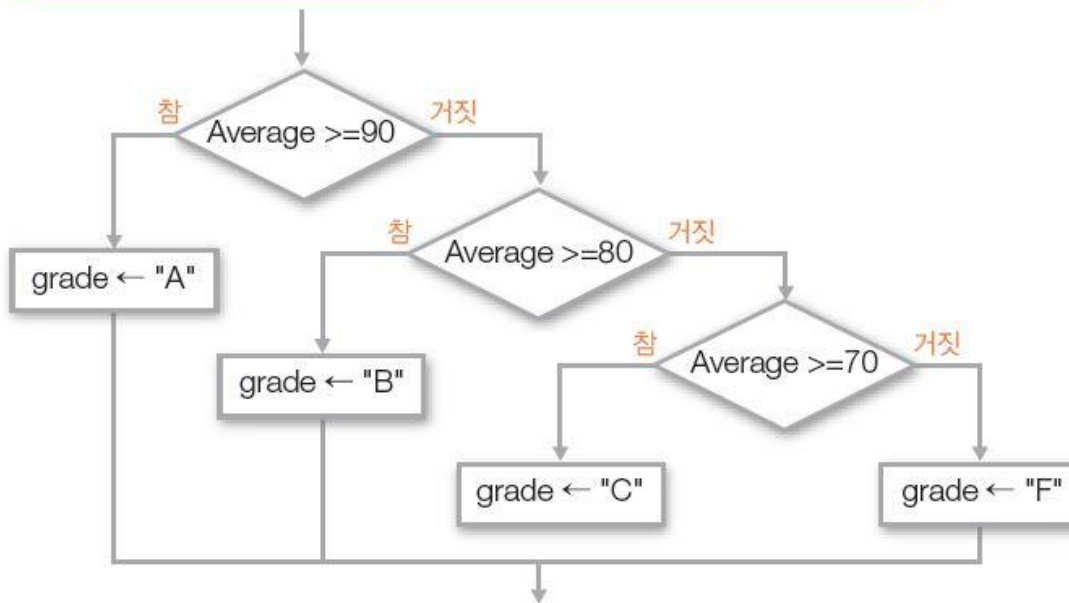 참
거짓
Average >=90
참
거짓
Average >=80
grade ← "A"
참
거짓
Average >=70
grade ← "B"
grade ← "C"
grade ← "F"